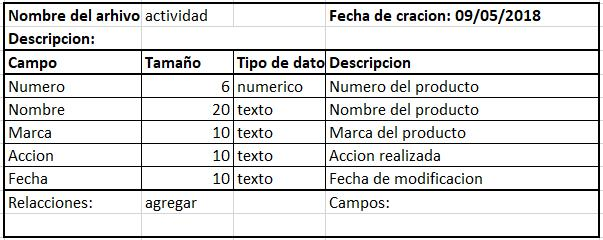 Nombre del arhivo actividad Fecha de cracion: 09/05/2018
Descripcion:
Campo Tamaño Tipo de dato Descripcion
Numero 6 numerico Numero del producto
Nombre 20 texto Nombre del producto
Marca 10 texto Marca del producto
Accion 10 texto Accion realizada
Fecha 10 texto Fecha de modificacion
Relacciones: agregar Campos: